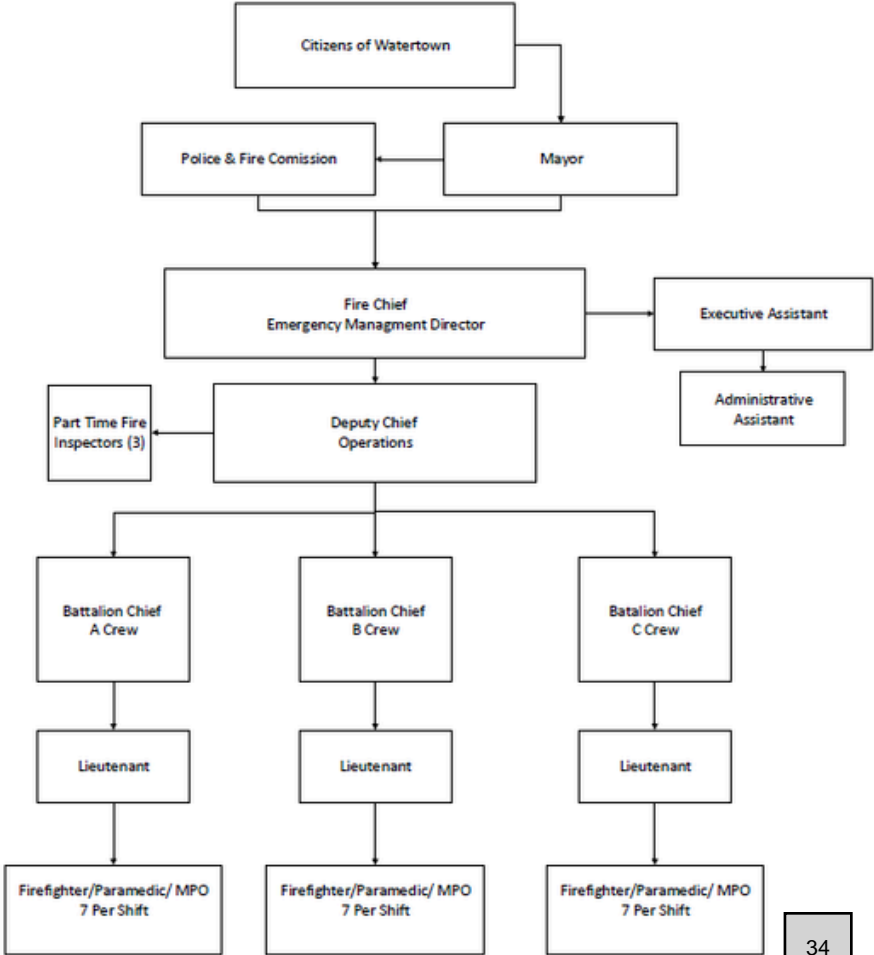 Citizens of Watertown
Police & Fire Comission
Mayor
Fire Chief
Emergency Managment Director
Executive Assistant
Administrative
Assistant
Part Time Fire
Inspectors (3)
Deputy Chief
Operations
Battalion Chief
A Crew
Battalion Chief
B Crew
Batalion Chief
C Crew
Lieutenant
Lieutenant
Lieutenant
Firefighter/Paramedic/ MPO
7 Per Shift
Firefighter/Paramedic/ MPO
7 Per Shift
Firefighter/Paramedic/ MPO
7 Per Shift
34